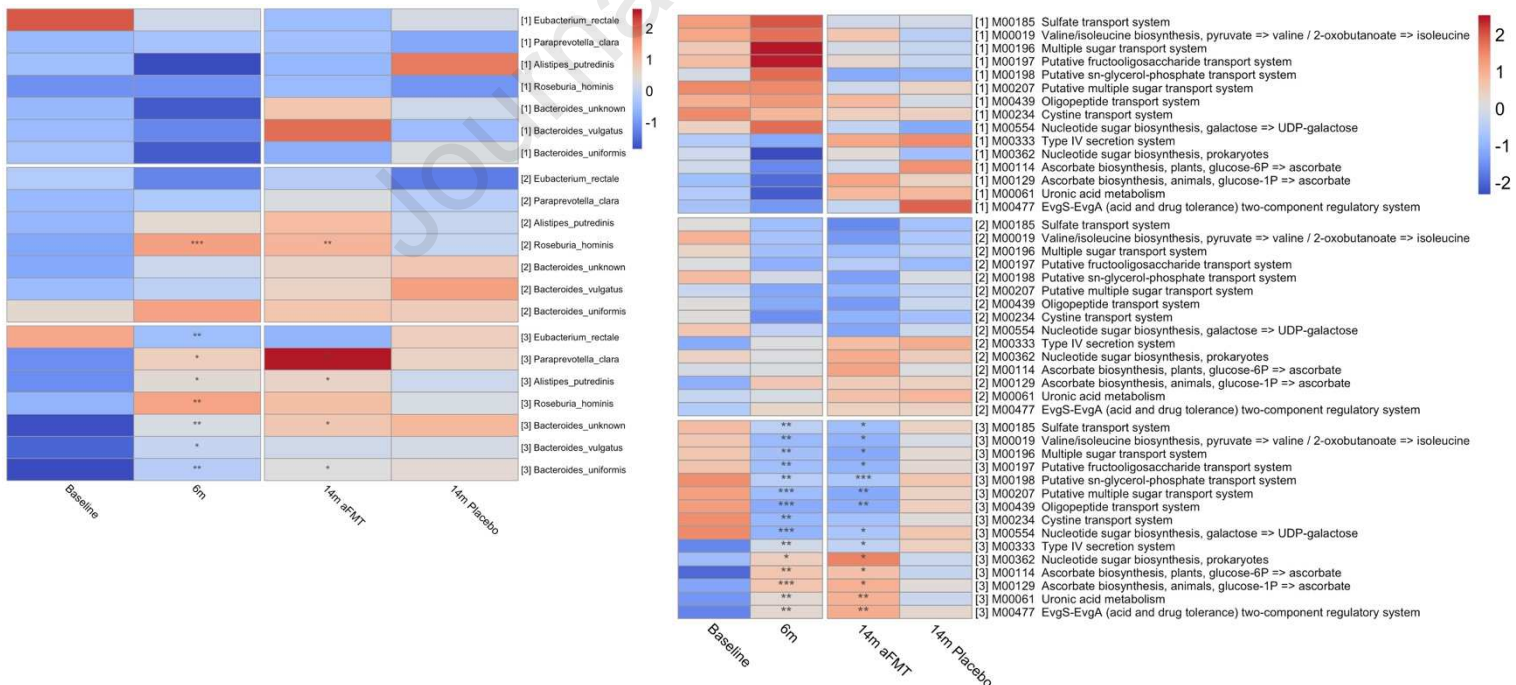 Journa
[1] Eubacterium_rectale
[1] Paraprevotella_clara
[1] Alistipes_putredinis
[1] Roseburia_hominis
[1] Bacteroides_unknown
[1] Bacteroides_vulgatus
[1] Bacteroides_uniformis
[2] Eubacterium_rectale
[2] Paraprevotella_clara
[2] Alistipes_putredinis
*** ** [2] Roseburia_hominis
[2] Bacteroides_unknown
[2] Bacteroides_vulgatus
[2] Bacteroides_uniformis
** [3] Eubacterium_rectale
* * [3] Paraprevotella_clara
* * [3] Alistipes_putredinis
** [3] Roseburia_hominis
** * [3] Bacteroides_unknown
* [3] Bacteroides_vulgatus
** * [3] Bacteroides_uniformis
Baseline
6m
14m aFMT
14m Placebo
2
1
0
-1
[1] M00185 Sulfate transport system
[1] M00019 Valine/isoleucine biosynthesis, pyruvate => valine / 2-oxobutanoate => isoleucine
[1] M00196 Multiple sugar transport system
[1] M00197 Putative fructooligosaccharide transport system
[1] M00198 Putative sn-glycerol-phosphate transport system
[1] M00207 Putative multiple sugar transport system
[1] M00439 Oligopeptide transport system
[1] M00234 Cystine transport system
[1] M00554 Nucleotide sugar biosynthesis, galactose => UDP-galactose
[1] M00333 Type IV secretion system
[1] M00362 Nucleotide sugar biosynthesis, prokaryotes
[1] M00114 Ascorbate biosynthesis, plants, glucose-6P => ascorbate
[1] M00129 Ascorbate biosynthesis, animals, glucose-1P => ascorbate
[1] M00061 Uronic acid metabolism
[1] M00477 EvgS-EvgA (acid and drug tolerance) two-component regulatory system
[2] M00185 Sulfate transport system
[2] M00019 Valine/isoleucine biosynthesis, pyruvate => valine / 2-oxobutanoate => isoleucine
[2] M00196 Multiple sugar transport system
[2] M00197 Putative fructooligosaccharide transport system
[2] M00198 Putative sn-glycerol-phosphate transport system
[2] M00207 Putative multiple sugar transport system
[2] M00439 Oligopeptide transport system
[2] M00234 Cystine transport system
[2] M00554 Nucleotide sugar biosynthesis, galactose => UDP-galactose
[2] M00333 Type IV secretion system
[2] M00362 Nucleotide sugar biosynthesis, prokaryotes
[2] M00114 Ascorbate biosynthesis, plants, glucose-6P => ascorbate
[2] M00129 Ascorbate biosynthesis, animals, glucose-1P => ascorbate
[2] M00061 Uronic acid metabolism
[2] M00477 EvgS-EvgA (acid and drug tolerance) two-component regulatory system
** * [3] M00185 Sulfate transport system
** * [3] M00019 Valine/isoleucine biosynthesis, pyruvate => valine / 2-oxobutanoate => isoleucine
** * [3] M00196 Multiple sugar transport system
** * [3] M00197 Putative fructooligosaccharide transport system
** *** [3] M00198 Putative sn-glycerol-phosphate transport system
*** ** [3] M00207 Putative multiple sugar transport system
*** ** [3] M00439 Oligopeptide transport system
** [3] M00234 Cystine transport system
*** * [3] M00554 Nucleotide sugar biosynthesis, galactose => UDP-galactose
** * [3] M00333 Type IV secretion system
* * [3] M00362 Nucleotide sugar biosynthesis, prokaryotes
** * [3] M00114 Ascorbate biosynthesis, plants, glucose-6P => ascorbate
*** * [3] M00129 Ascorbate biosynthesis, animals, glucose-1P => ascorbate
** ** [3] M00061 Uronic acid metabolism
** ** [3] M00477 EvgS-EvgA (acid and drug tolerance) two-component regulatory system
Baseline
6m
14m aFMT
14m Placebo
2
1
0
-1
-2